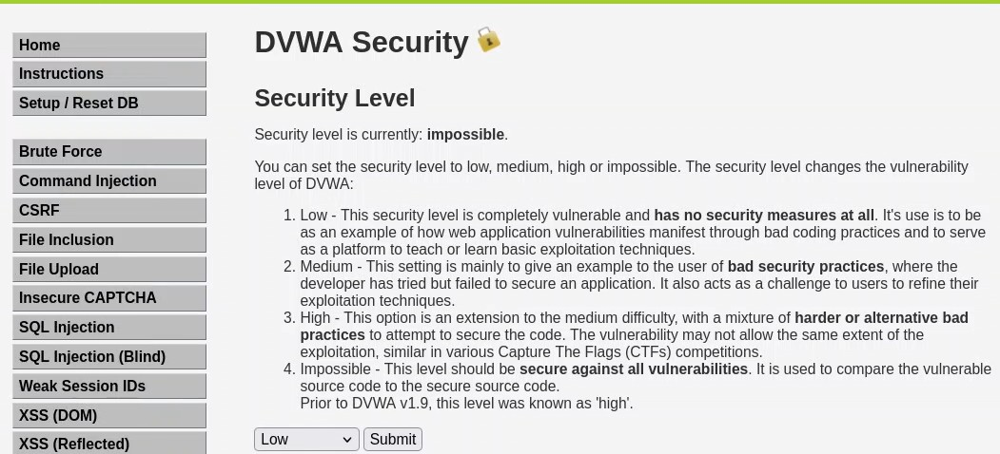 Home
Instructions
Setup / Reset DB
Brute Force
Command Injection
CSRF
File Inclusion
File Upload
Insecure CAPTCHA
SQL Injection
SQL Injection (Blind)
Weak Session IDs
XSS (DOM)
XSS (Reflected)
DVWA Security
Security Level
Security level is currently: impossible.
You can set the security level to low, medium, high or impossible. The security level changes the vulnerability
level of DVWA:
1. Low - This security level is completely vulnerable and has no security measures at all. It's use is to be
as an example of how web application vulnerabilities manifest through bad coding practices and to serve
as a platform to teach or learn basic exploitation techniques.
2. Medium - This setting is mainly to give an example to the user of bad security practices, where the
developer has tried but failed to secure an application. It also acts as a challenge to users to refine their
exploitation techniques.
3. High - This option is an extension to the medium difficulty, with a mixture of harder or alternative bad
practices to attempt to secure the code. The vulnerability may not allow the same extent of the
exploitation, similar in various Capture The Flags (CTFs) competitions.
4. Impossible - This level should be secure against all vulnerabilities. It is used to compare the vulnerable
source code to the secure source code.
Prior to DVWA v1.9, this level was known as 'high'.
Low Submit